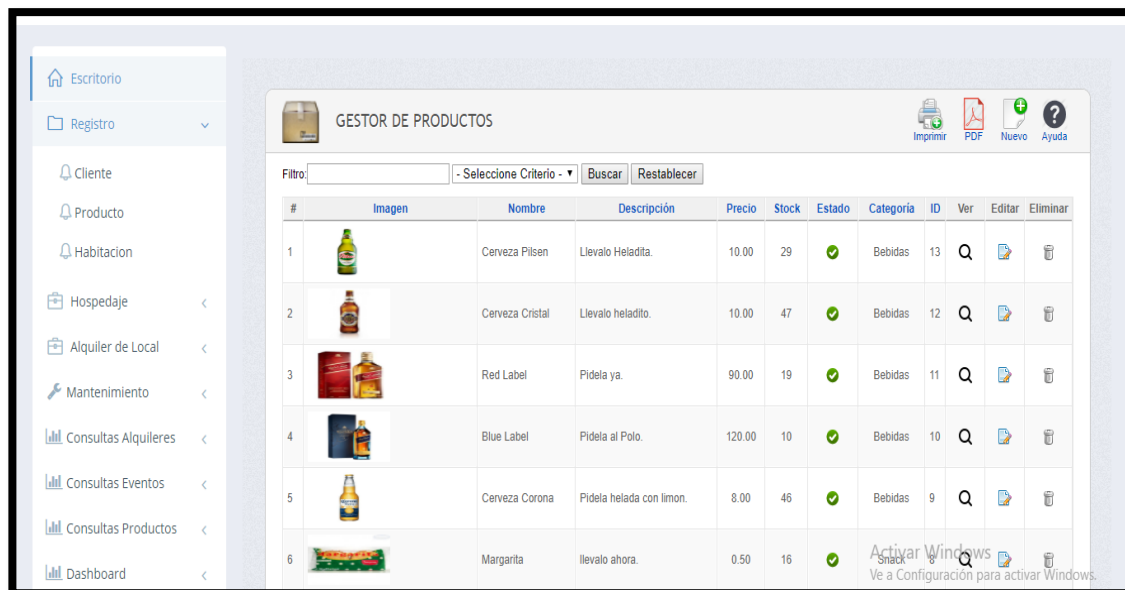 Escritorio
Registro
Cliente
Producto
Habitacion
Hospedaje
Alquiler de Local
Mantenimiento
Consultas Alquileres
Consultas Eventos
Consultas Productos
Dashboard
GESTOR DE PRODUCTOS
Imprimir PDF Nuevo Ayuda
Filtro: - Seleccione Criterio - Buscar Restablecer
# Imagen Nombre Descripción Precio Stock Estado Categoría ID Ver Editar Eliminar
1 Cerveza Pilsen Llevalo Heladita. 10.00 29 Bebidas 13
2 Cerveza Cristal Llevalo heladito. 10.00 47 Bebidas 12
3 Red Label Pidela ya. 90.00 19 Bebidas 11
4 Blue Label Pidela al Polo. 120.00 10 Bebidas 10
5 Cerveza Corona Pidela helada con limon. 8.00 46 Bebidas 9
6 Margarita llevalo ahora. 0.50 16 Snack 8
Activar Windows
Ve a Configuración para activar Windows.